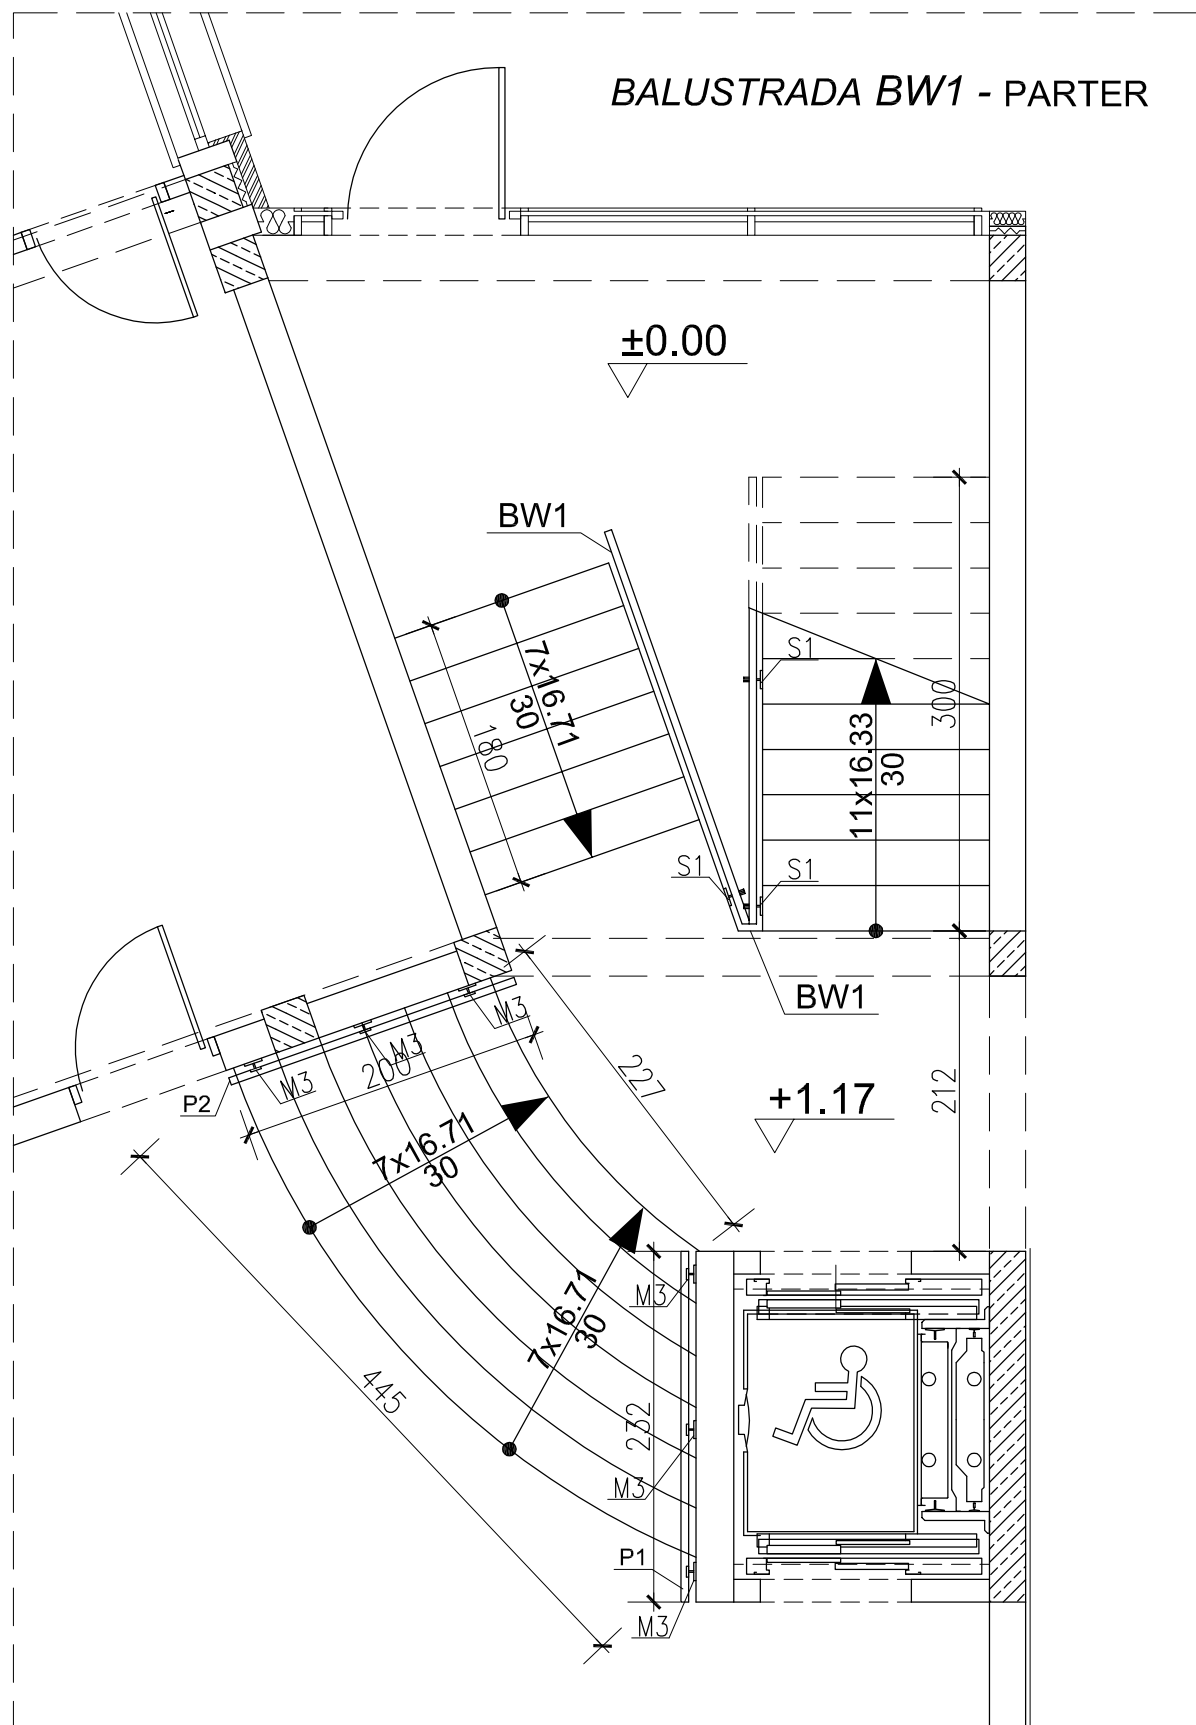 BALUSTRADA BW1 - PARTER
±0.00
BW1
7x16.71
30
180
S1
300
11x16.33
30
S1
S1
BW1
M3
M3
200
M3
P2
227
+1.17
212
7x16.71
30
7x16.71
30
M3
445
232
M3
P1
M3